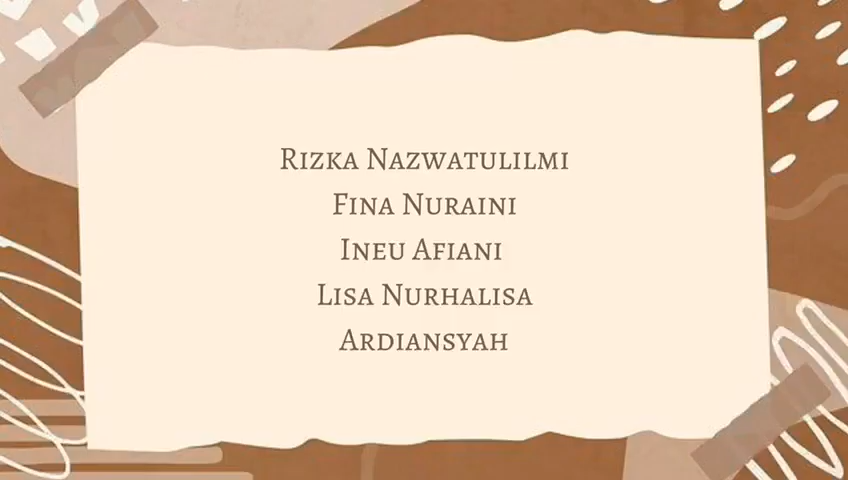 Rizka Nazwatulilmi
Fina Nuraini
Ineu Afiani
Lisa Nurhalisa
Ardiansyah